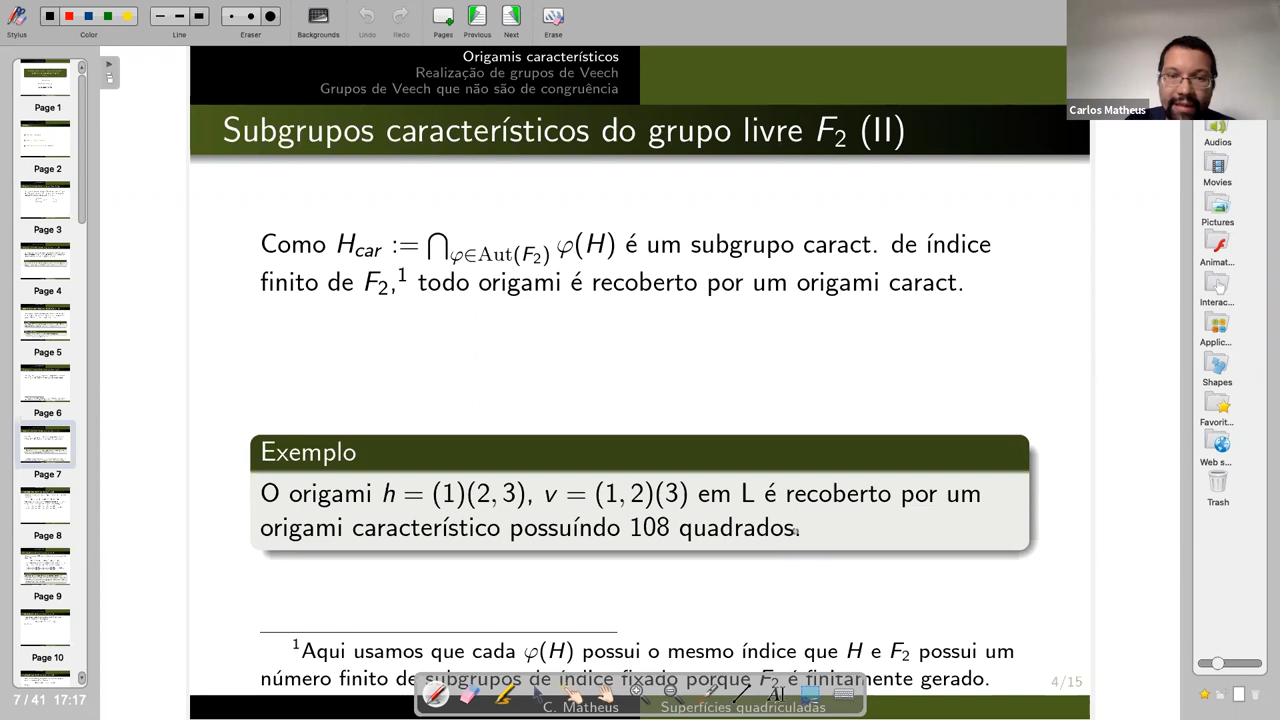 Stylus
Color
Line
Eraser
Backgrounds
Undo
Redo
Pages
Previous
Next
Erase
Origamis característicos
Realização de grupos de Veech
Grupos de Veech que não são de congruência
Carlos Matheus
Subgrupos característicos do grupo livre F₂ (II)
Como H_car := ⋂_φ∈Aut(F₂) φ(H) é um subgrupo caract. de índice
finito de F₂,¹ todo origami é recoberto por um origami caract.
Exemplo
O origami h = (1)(2, 3), v = (1, 2)(3) em L é recoberto por um
origami característico possuíndo 108 quadrados.
¹Aqui usamos que cada φ(H) possui o mesmo índice que H e F₂ possui um
número finito de subgrupos de índice fixado F₂ é finitamente gerado.
4/15
C. Matheus
Superfícies quadriculadas
Page 1
Page 2
Page 3
Page 4
Page 5
Page 6
Page 7
Page 8
Page 9
Page 10
7 / 41
17:17
Audios
Movies
Pictures
Animat...
Interac...
Applic...
Shapes
Favorit...
Web s...
Trash